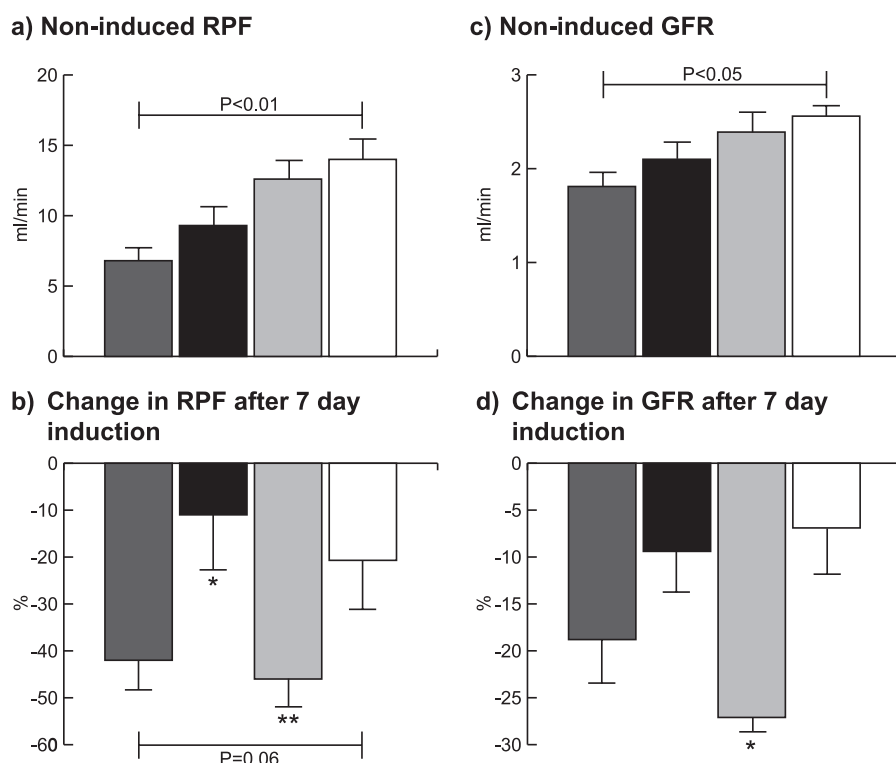 a) Non-induced RPF
20
15
10
5
0
ml/min
P<0.01
c) Non-induced GFR
3
2
1
0
ml/min
P<0.05
b) Change in RPF after 7 day
induction
0
-10
-20
-30
-40
-50
-60
%
*
**
P=0.06
d) Change in GFR after 7 day
induction
0
-5
-10
-15
-20
-25
-30
%
*